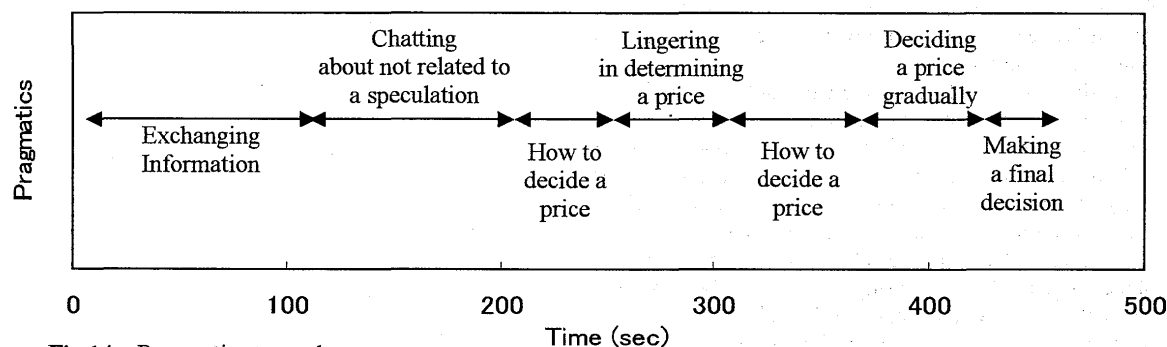 Chatting
about not related to
a speculation
Lingering
in determining
a price
Deciding
a price
gradually
Pragmatics
Exchanging
Information
How to
decide a
price
How to
decide a
price
Making
a final
decision
0 100 200 300 400 500
Time (sec)